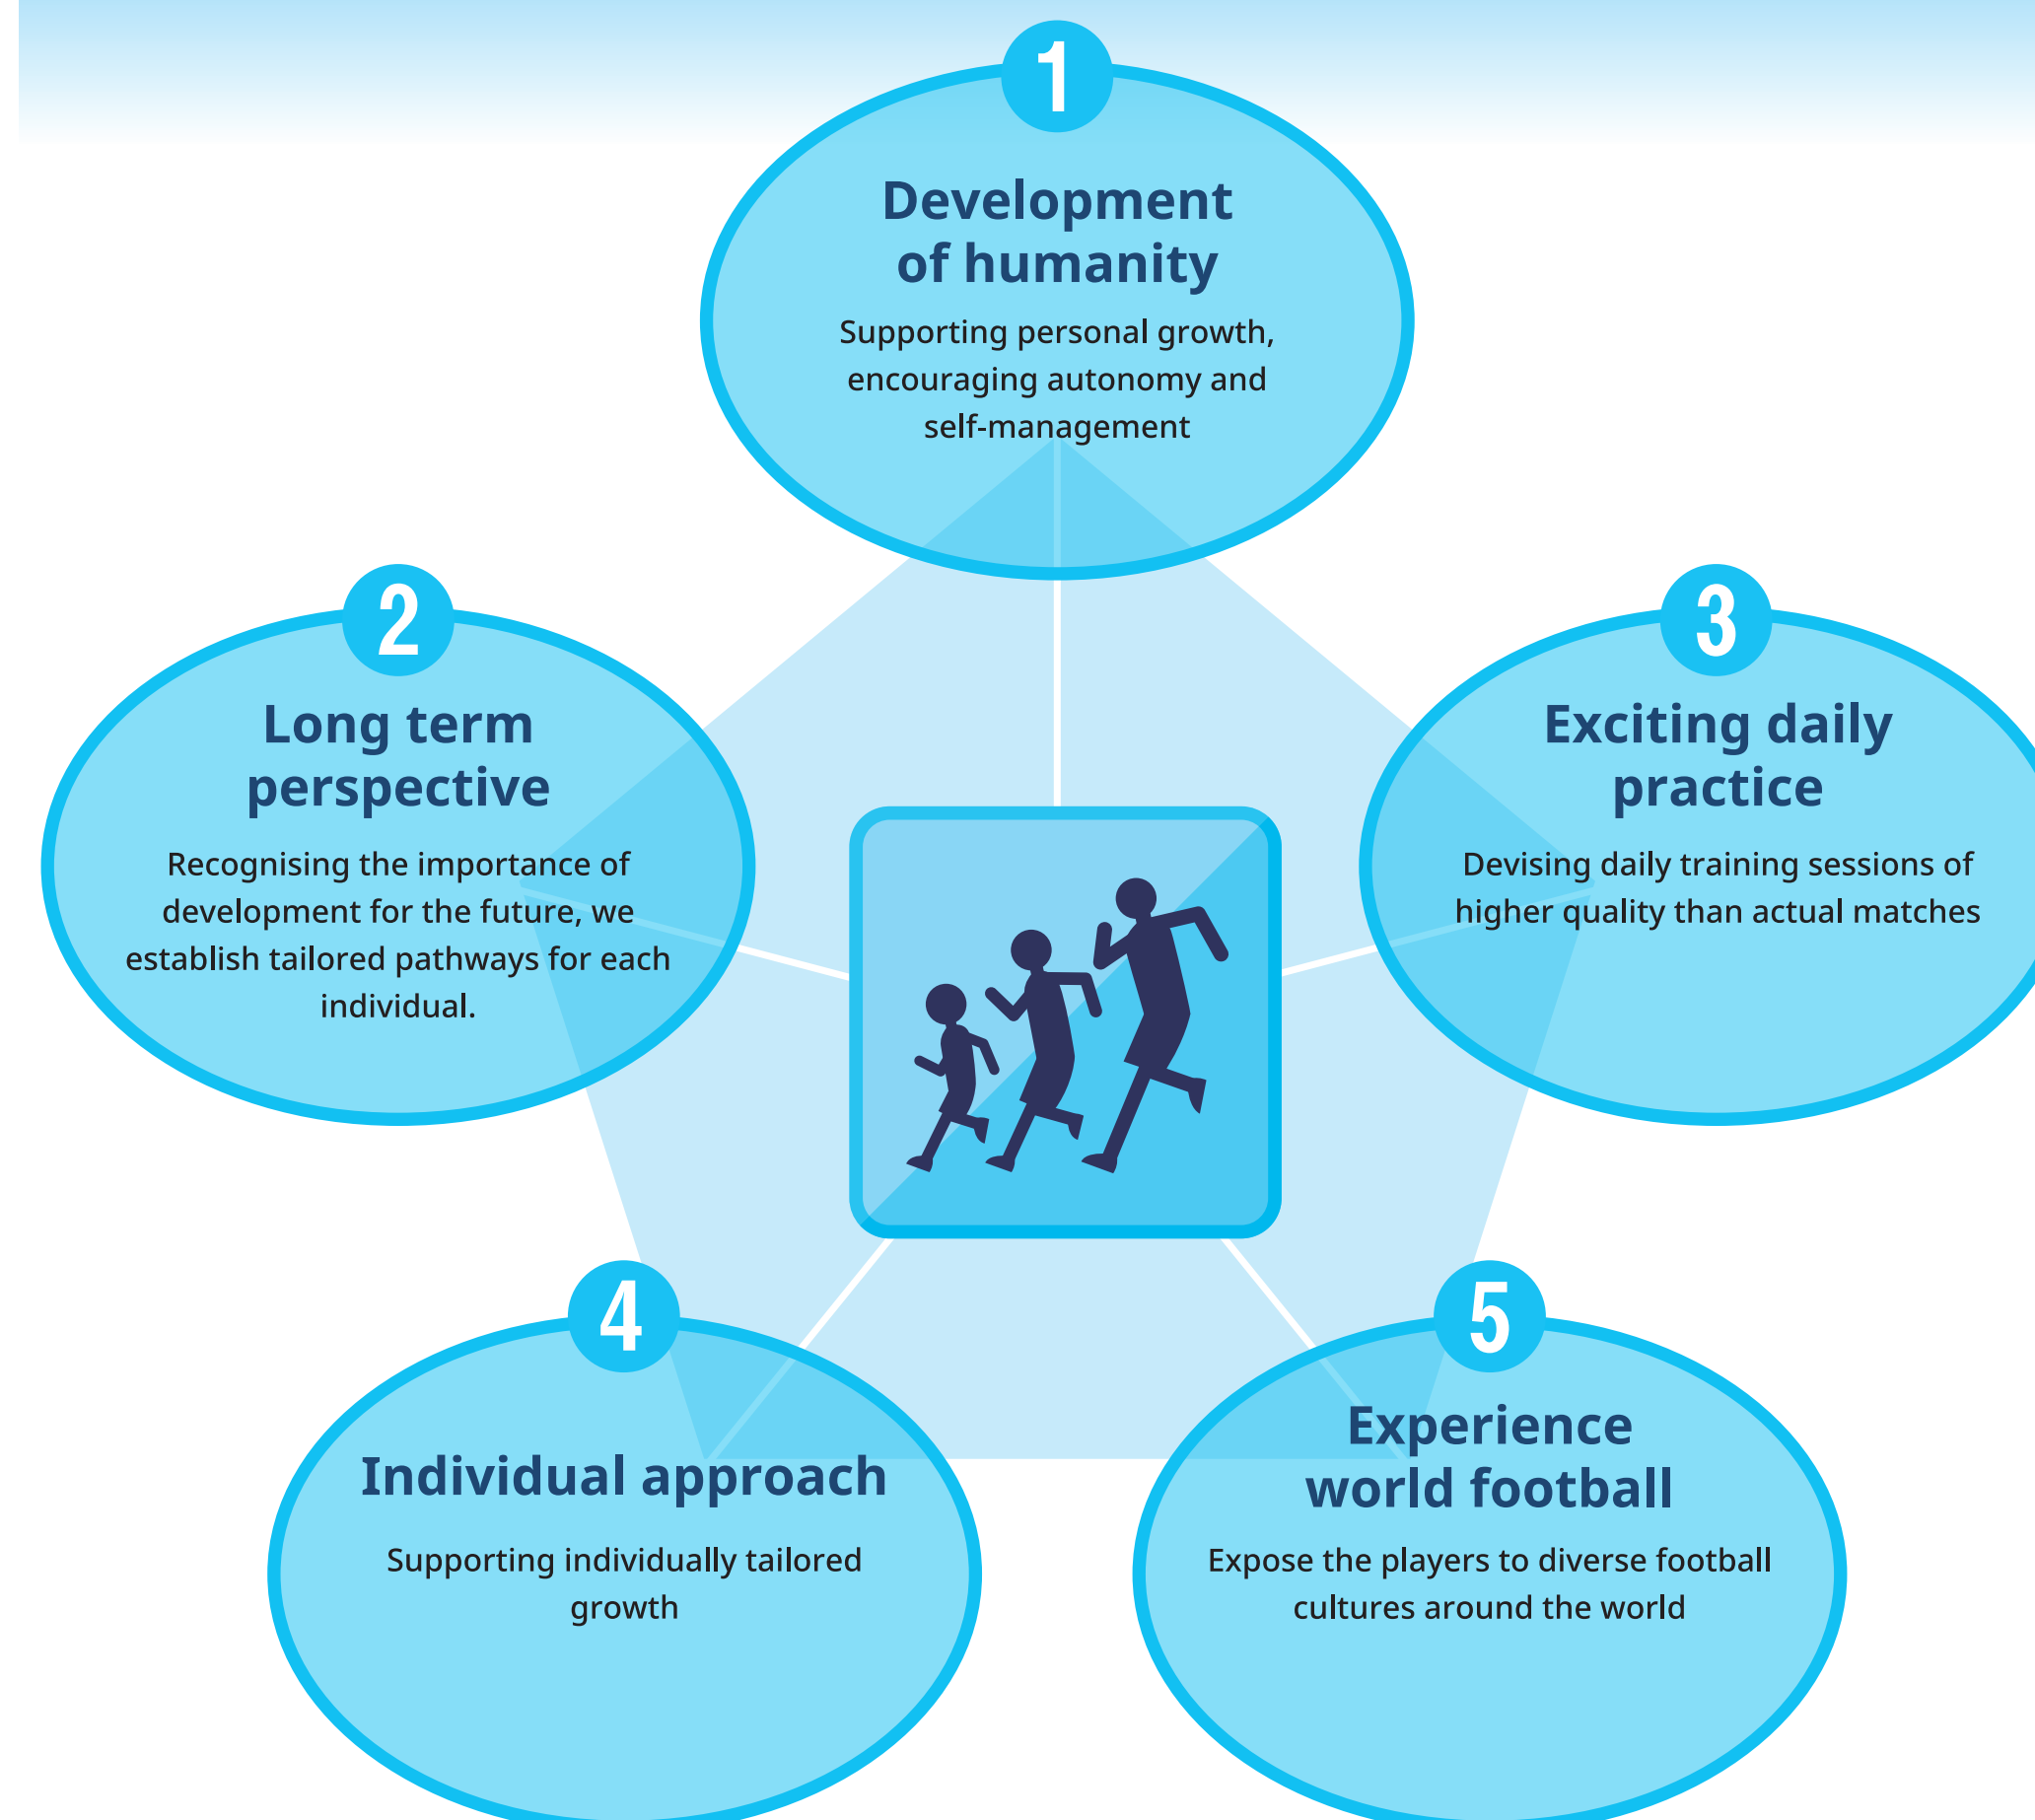 1
Development
of humanity
Supporting personal growth,
encouraging autonomy and
self-management
2
Long term
perspective
Recognising the importance of
development for the future, we
establish tailored pathways for each
individual.
3
Exciting daily
practice
Devising daily training sessions of
higher quality than actual matches
4
Individual approach
Supporting individually tailored
growth
5
Experience
world football
Expose the players to diverse football
cultures around the world